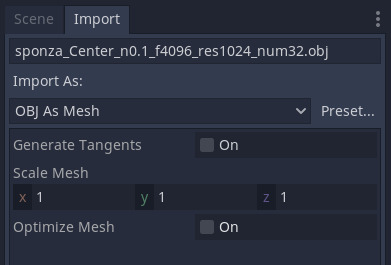 Scene Import
sponza_Center_n0.1_f4096_res1024_num32.obj
Import As:
OBJ As Mesh Preset...
Generate Tangents On
Scale Mesh
x 1 y 1 z 1
Optimize Mesh On